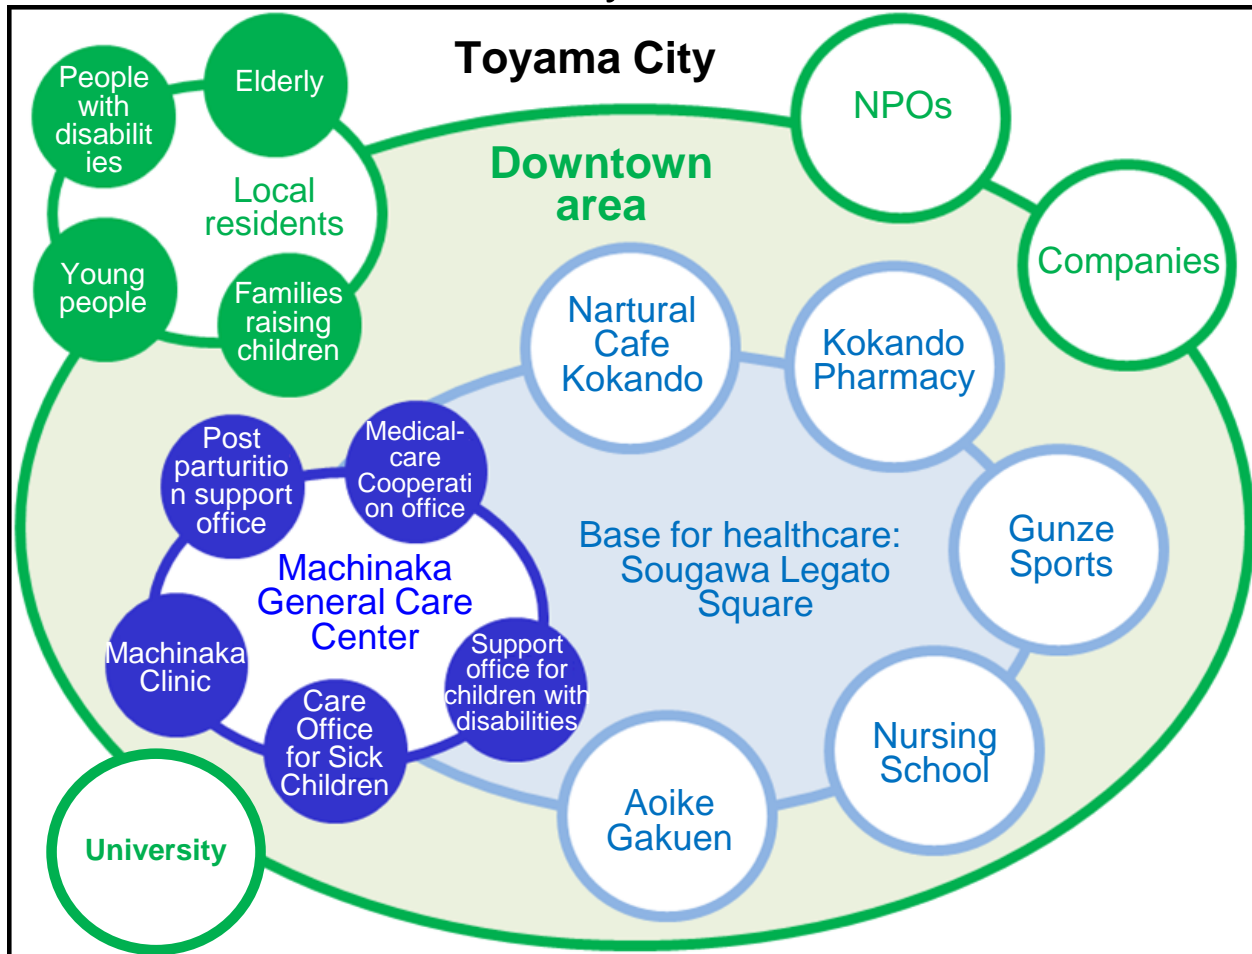 Toyama City
People
with
disabilit
ies
Elderly
Local
residents
Young
people
Families
raising
children
Downtown
area
NPOs
Companies
Nartural
Cafe
Kokando
Kokando
Pharmacy
Gunze
Sports
Base for healthcare:
Sougawa Legato
Square
Post
parturitio
n support
office
Medical-
care
Cooperati
on office
Machinaka
General Care
Center
Machinaka
Clinic
Care
Office
for Sick
Children
Support
office for
children with
disabilities
Nursing
School
Aoike
Gakuen
University